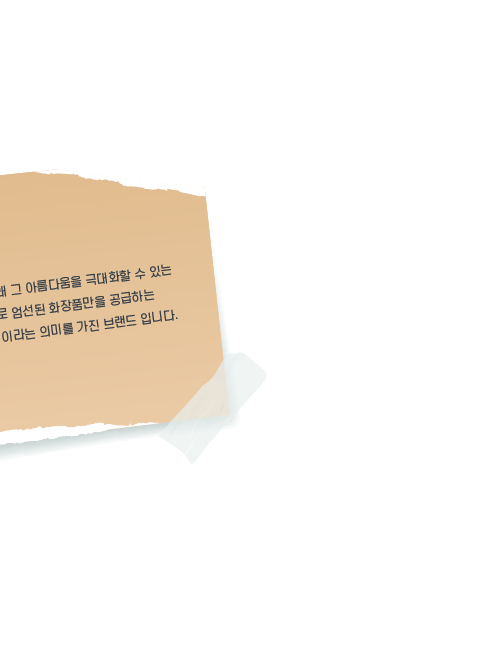 그 아름다움을 극대화할 수 있는
로 엄선된 화장품만을 공급하는
이라는 의미를 가진 브랜드 입니다.